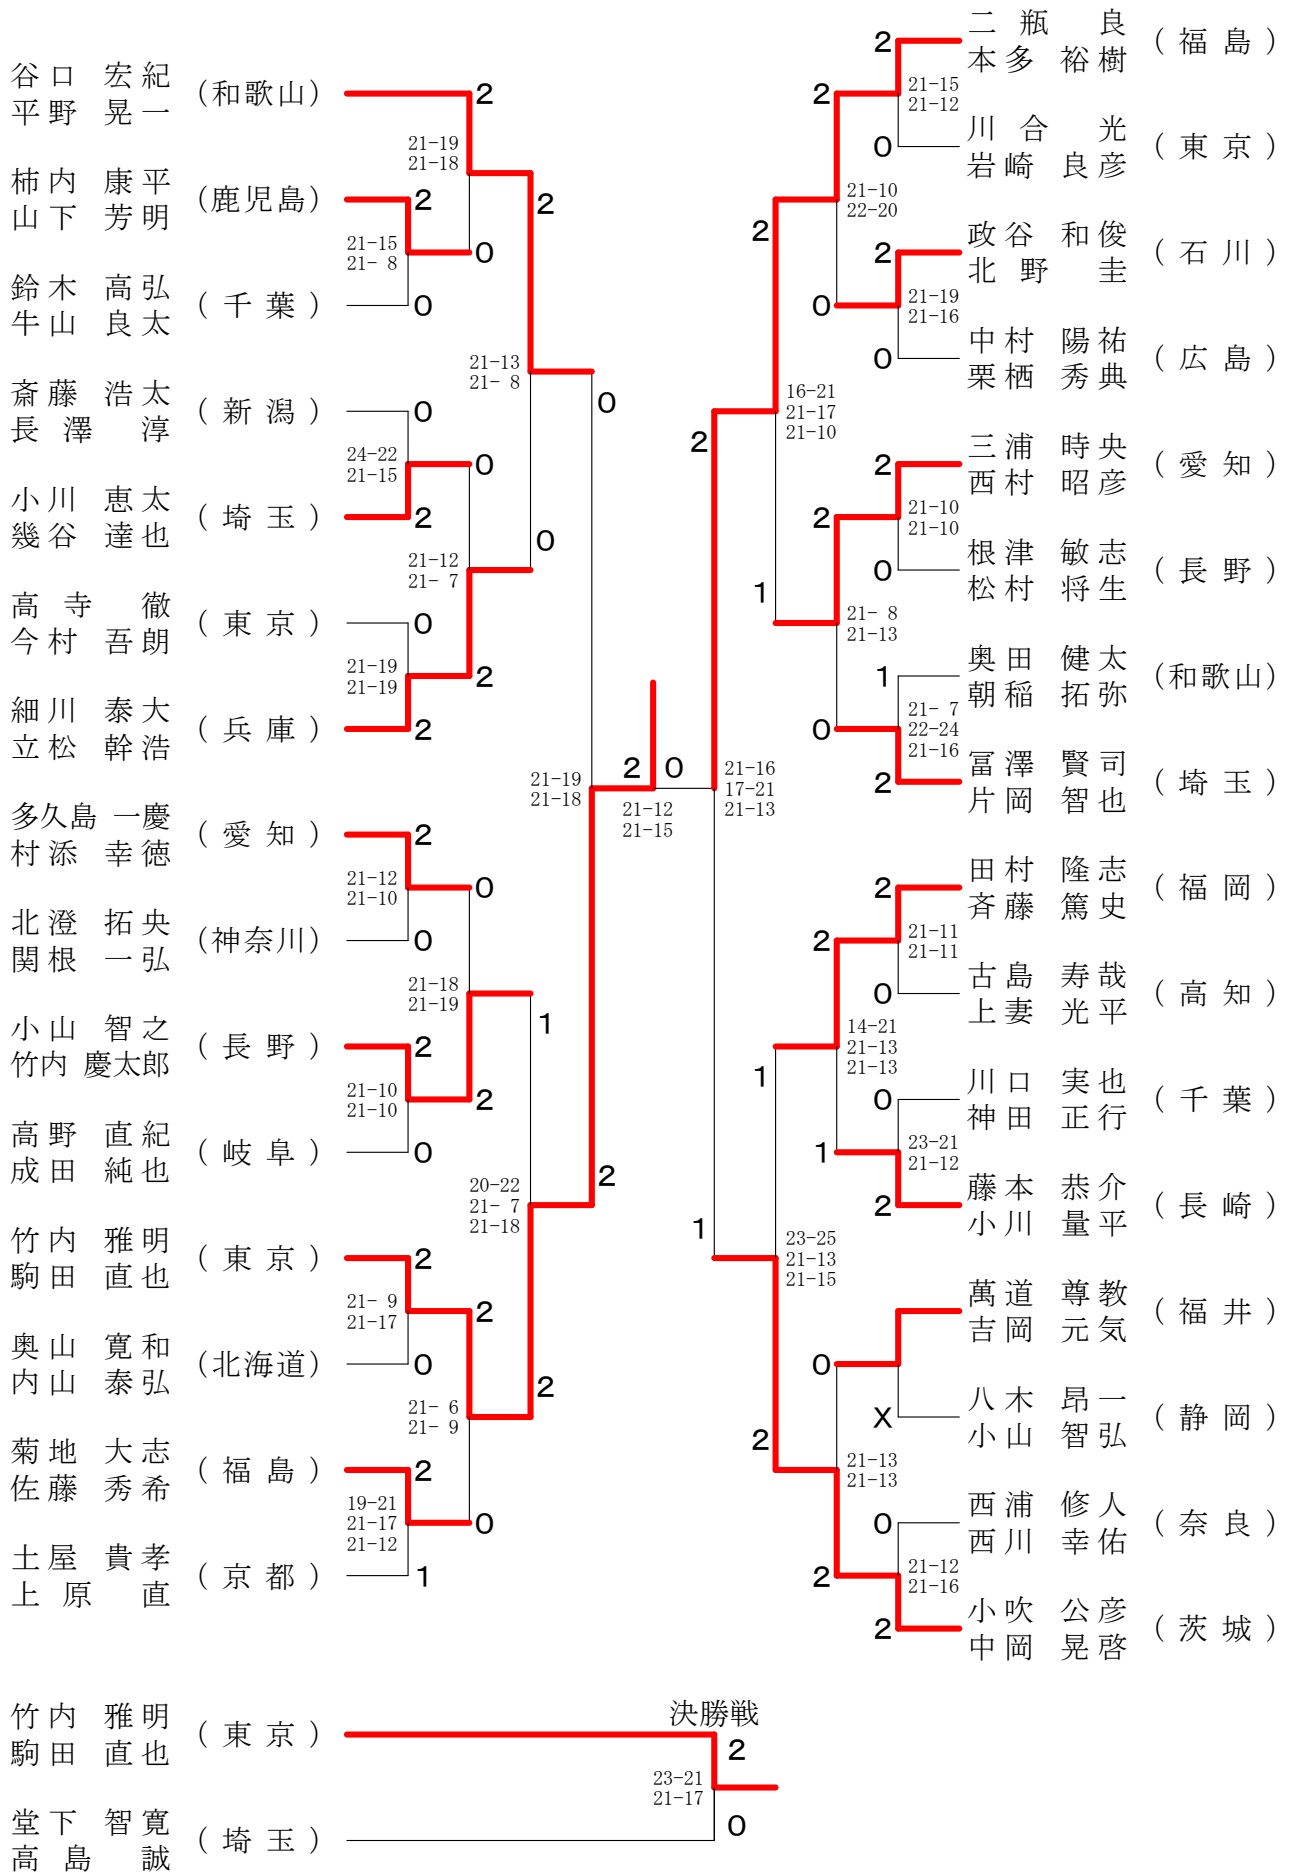 谷口 宏紀
平野 晃一
(和歌山)
2
21-19
21-18
柿内 康平
山下 芳明
(鹿児島)
2
2
21-15
21- 8
0
鈴木 高弘
牛山 良太
(千葉)
0
21-13
21- 8
斎藤 浩太
長澤 淳
(新潟)
0
0
24-22
21-15
0
小川 恵太
幾谷 達也
(埼玉)
2
0
21-12
21- 7
高寺 徹
今村 吾朗
(東京)
0
21-19
21-19
2
細川 泰大
立松 幹浩
(兵庫)
2
21-19
21-18
2
0
21-12
21-15
多久島 一慶
村添 幸徳
(愛知)
2
21-12
21-10
0
北澄 拓央
関根 一弘
(神奈川)
0
21-18
21-19
小山 智之
竹内 慶太郎
(長野)
2
1
21-10
21-10
2
高野 直紀
成田 純也
(岐阜)
0
20-22
21- 7
21-18
2
竹内 雅明
駒田 直也
(東京)
2
21- 9
21-17
2
奥山 寛和
内山 泰弘
(北海道)
0
2
21- 6
21- 9
菊地 大志
佐藤 秀希
(福島)
2
19-21
21-17
21-12
0
土屋 貴孝
上原 直
(京都)
1
二瓶 良
本多 裕樹
(福島)
2
21-15
21-12
2
川合 光
岩崎 良彦
(東京)
0
21-10
22-20
2
政谷 和俊
北野 圭
(石川)
2
21-19
21-16
0
中村 陽祐
栗栖 秀典
(広島)
0
16-21
21-17
21-10
2
三浦 時央
西村 昭彦
(愛知)
2
21-10
21-10
2
根津 敏志
松村 将生
(長野)
0
1
21- 8
21-13
奥田 健太
朝稲 拓弥
(和歌山)
1
21- 7
22-24
21-16
0
冨澤 賢司
片岡 智也
(埼玉)
2
21-16
17-21
21-13
田村 隆志
斉藤 篤史
(福岡)
2
21-11
21-11
2
古島 寿哉
上妻 光平
(高知)
0
14-21
21-13
21-13
1
川口 実也
神田 正行
(千葉)
0
23-21
21-12
1
藤本 恭介
小川 量平
(長崎)
2
1
23-25
21-13
21-15
萬道 尊教
吉岡 元気
(福井)
0
八木 昂一
小山 智弘
(静岡)
X
2
21-13
21-13
西浦 修人
西川 幸佑
(奈良)
0
21-12
21-16
2
小吹 公彦
中岡 晃啓
(茨城)
2
決勝戦
竹内 雅明
駒田 直也
(東京)
2
23-21
21-17
堂下 智寛
高島 誠
(埼玉)
0